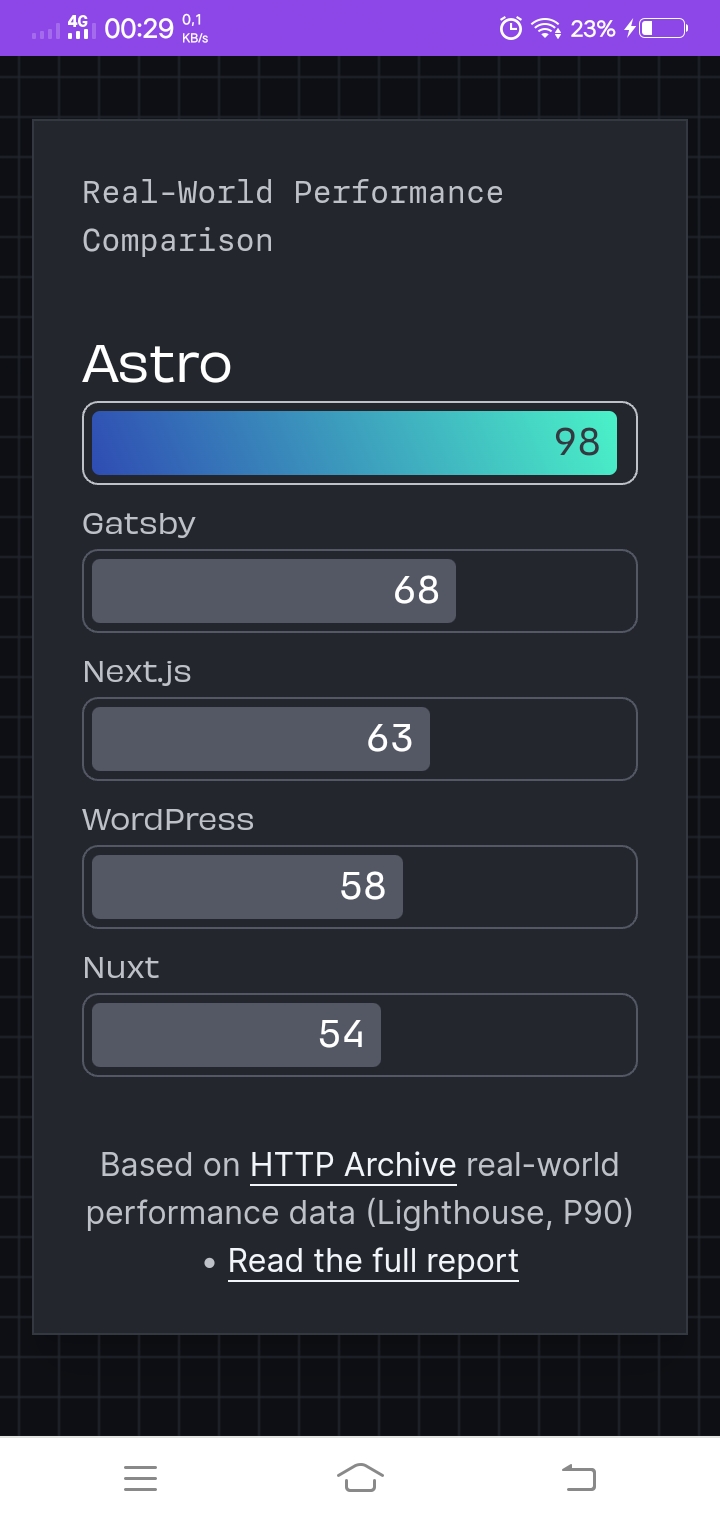 4G 00:29 0,1 KB/s 23%
Real-World Performance
Comparison
Astro
98
Gatsby
68
Next.js
63
WordPress
58
Nuxt
54
Based on HTTP Archive real-world
performance data (Lighthouse, P90)
• Read the full report